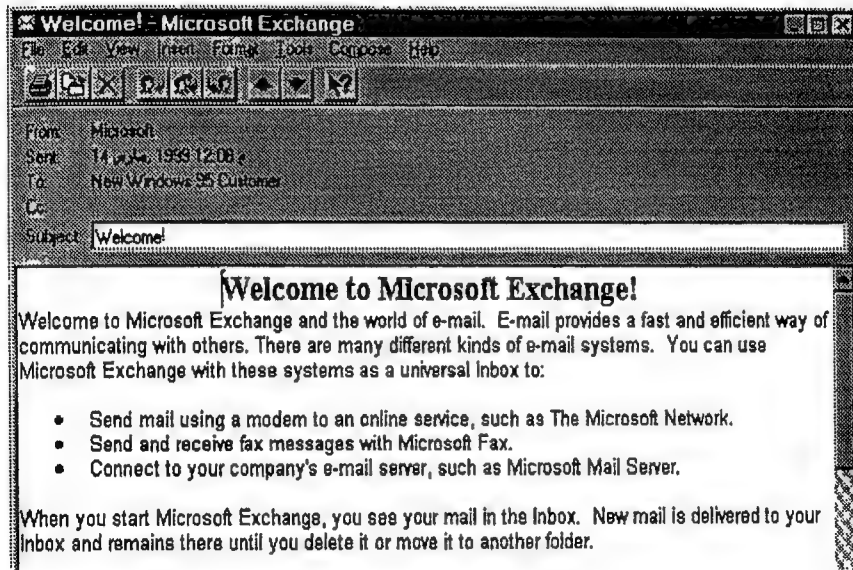 Welcome! - Microsoft Exchange
File Edit View Insert Format Tools Compose Help
From: Microsoft
Sent: 14 مارس, 1999 12:08 م
To: New Windows 95 Customer
Cc:
Subject: Welcome!
Welcome to Microsoft Exchange!
Welcome to Microsoft Exchange and the world of e-mail. E-mail provides a fast and efficient way of
communicating with others. There are many different kinds of e-mail systems. You can use
Microsoft Exchange with these systems as a universal Inbox to:
• Send mail using a modem to an online service, such as The Microsoft Network.
• Send and receive fax messages with Microsoft Fax.
• Connect to your company's e-mail server, such as Microsoft Mail Server.
When you start Microsoft Exchange, you see your mail in the Inbox. New mail is delivered to your
Inbox and remains there until you delete it or move it to another folder.